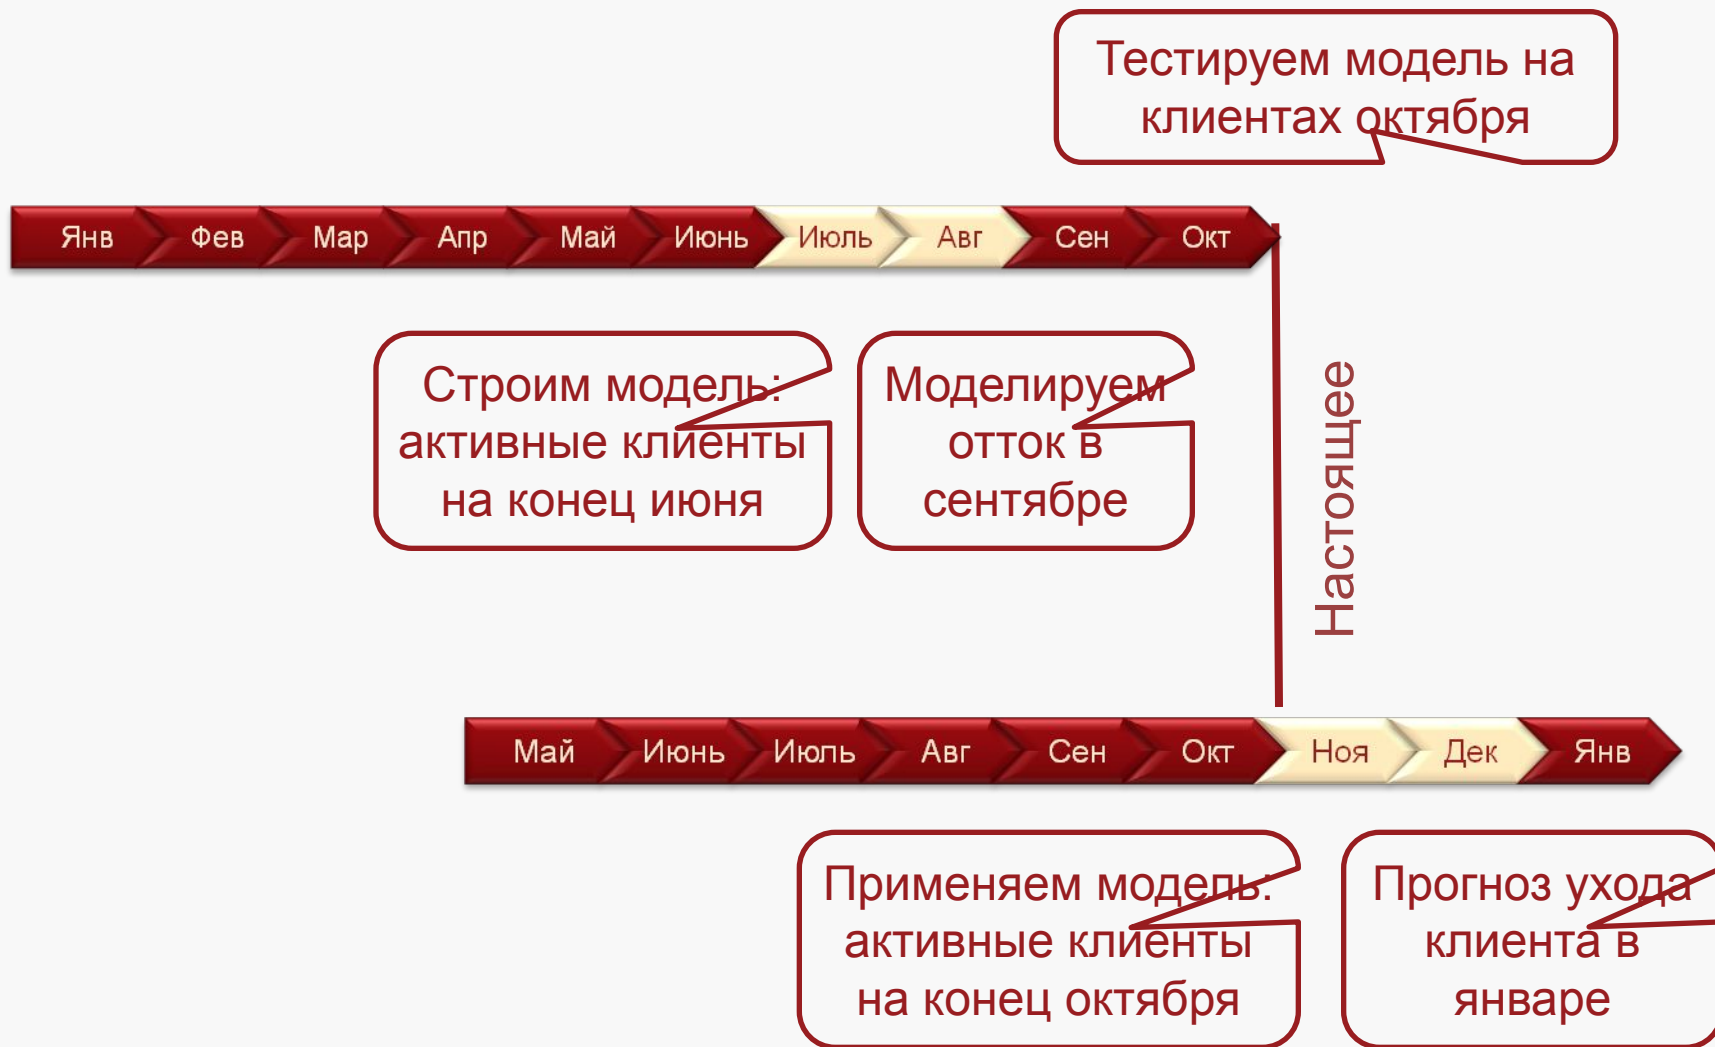 Тестируем модель на
клиентах октября
Янв Фев Мар Апр Май Июнь Июль Авг Сен Окт
Строим модель:
активные клиенты
на конец июня
Моделируем
отток в
сентябре
Настоящее
Май Июнь Июль Авг Сен Окт Ноя Дек Янв
Применяем модель:
активные клиенты
на конец октября
Прогноз ухода
клиента в
январе